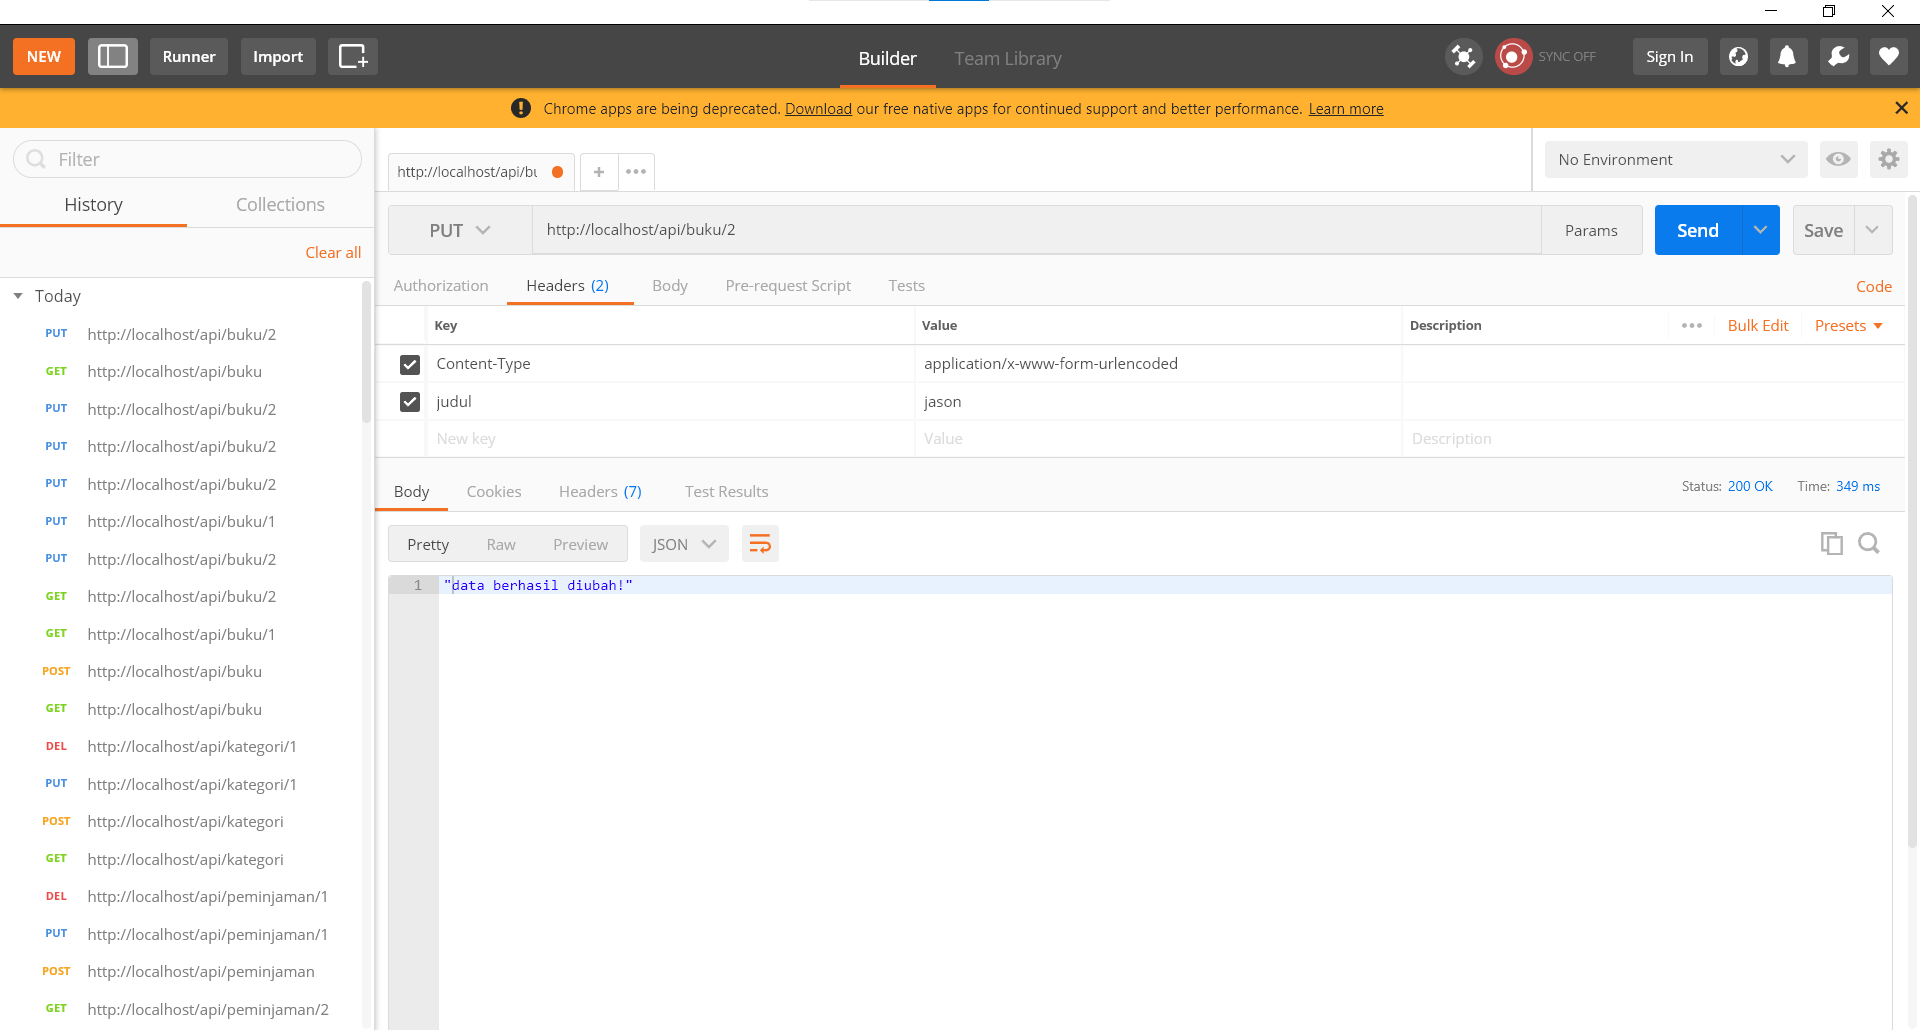 NEW Runner Import Builder Team Library SYNC OFF Sign In
Chrome apps are being deprecated. Download our free native apps for continued support and better performance. Learn more
Filter
History Collections
Clear all
Today
PUT http://localhost/api/buku/2
GET http://localhost/api/buku
PUT http://localhost/api/buku/2
PUT http://localhost/api/buku/2
PUT http://localhost/api/buku/2
PUT http://localhost/api/buku/1
PUT http://localhost/api/buku/2
GET http://localhost/api/buku/2
GET http://localhost/api/buku/1
POST http://localhost/api/buku
GET http://localhost/api/buku
DEL http://localhost/api/kategori/1
PUT http://localhost/api/kategori/1
POST http://localhost/api/kategori
GET http://localhost/api/kategori
DEL http://localhost/api/peminjaman/1
PUT http://localhost/api/peminjaman/1
POST http://localhost/api/peminjaman
GET http://localhost/api/peminjaman/2
http://localhost/api/bu
No Environment
PUT http://localhost/api/buku/2 Params Send Save
Authorization Headers (2) Body Pre-request Script Tests Code
Key Value Description Bulk Edit Presets
Content-Type application/x-www-form-urlencoded
judul jason
New key Value Description
Body Cookies Headers (7) Test Results Status: 200 OK Time: 349 ms
Pretty Raw Preview JSON
1 "data berhasil diubah!"